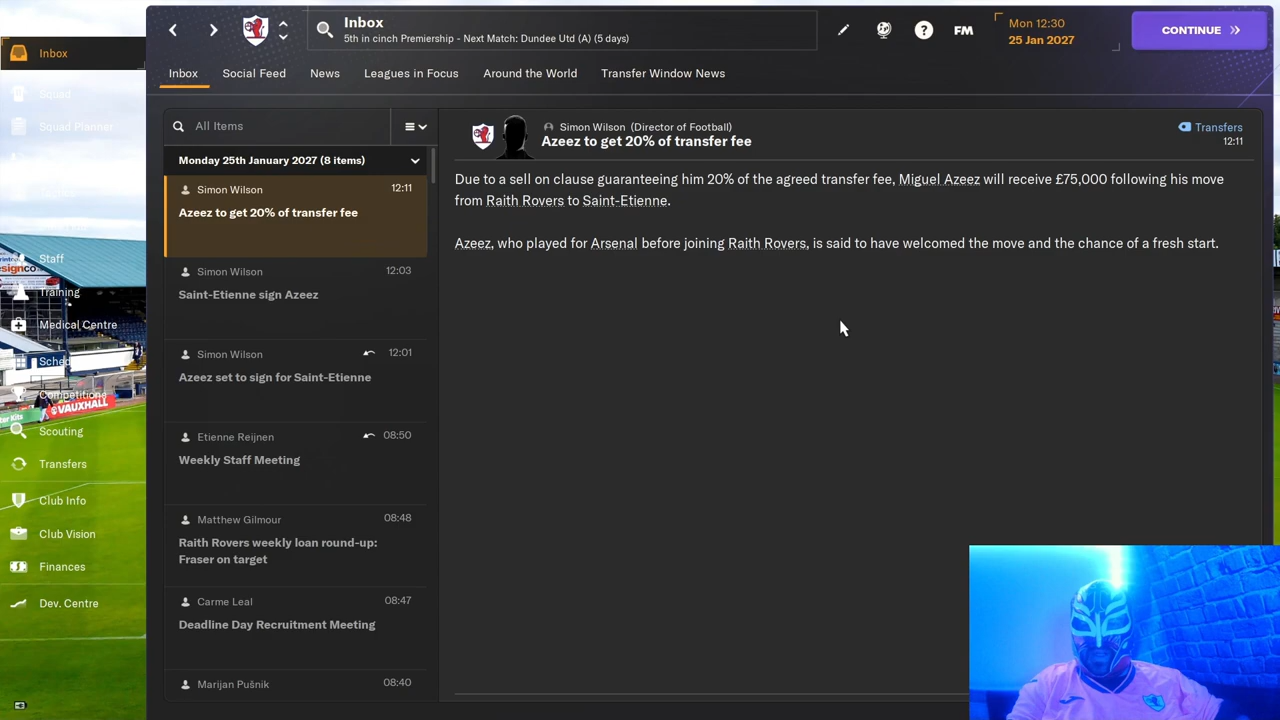 Inbox
5th in cinch Premiership - Next Match: Dundee Utd (A) (5 days)
FM
Mon 12:30
25 Jan 2027
CONTINUE
Inbox
Social Feed
News
Leagues in Focus
Around the World
Transfer Window News
Inbox
Squad
Squad Planner
Staff
Training
Medical Centre
Sched
Competitions
Scouting
Transfers
Club Info
Club Vision
Finances
Dev. Centre
VAUXHALL
All Items
Monday 25th January 2027 (8 items)
Simon Wilson 12:11
Azeez to get 20% of transfer fee
Simon Wilson 12:03
Saint-Etienne sign Azeez
Simon Wilson 12:01
Azeez set to sign for Saint-Etienne
Etienne Reijnen 08:50
Weekly Staff Meeting
Matthew Gilmour 08:48
Raith Rovers weekly loan round-up:
Fraser on target
Carme Leal 08:47
Deadline Day Recruitment Meeting
Marijan Pušnik 08:40
Simon Wilson (Director of Football)
Azeez to get 20% of transfer fee
Transfers
12:11
Due to a sell on clause guaranteeing him 20% of the agreed transfer fee, Miguel Azeez will receive £75,000 following his move
from Raith Rovers to Saint-Etienne.
Azeez, who played for Arsenal before joining Raith Rovers, is said to have welcomed the move and the chance of a fresh start.